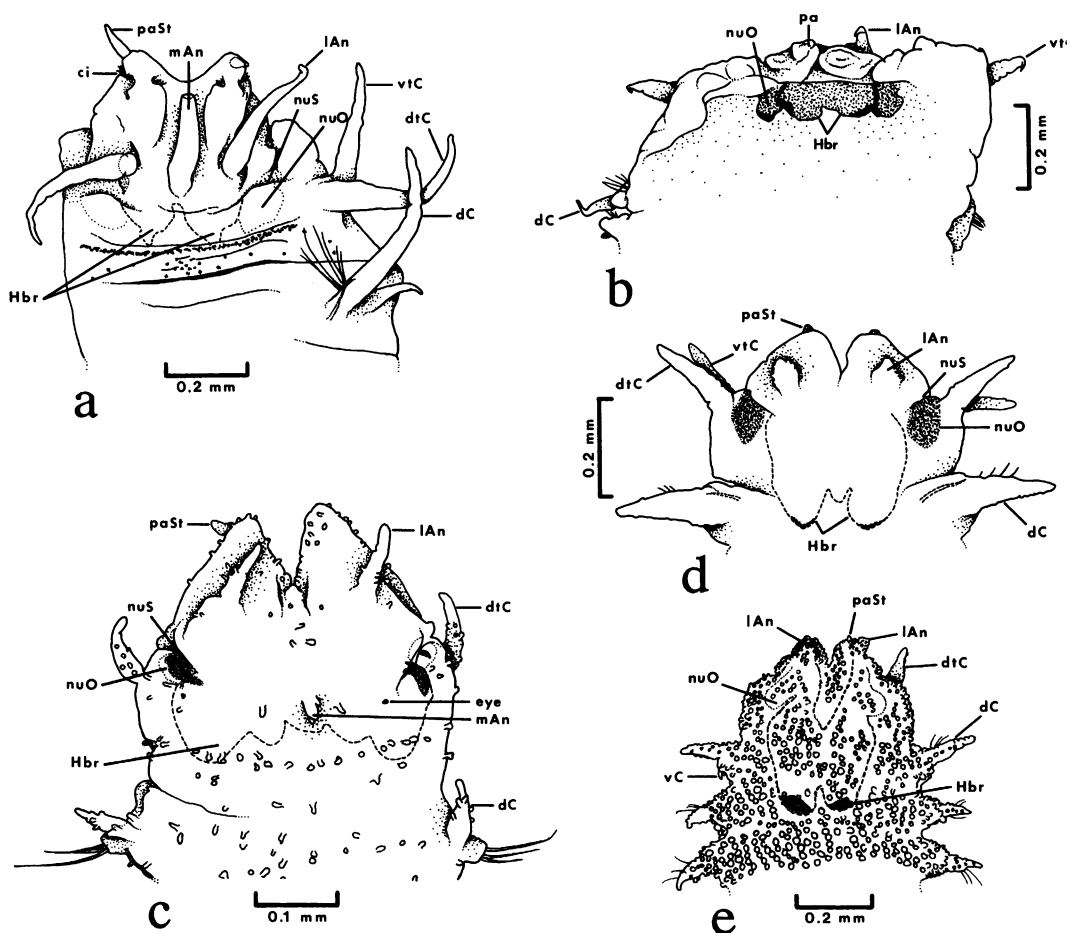 paSt
mAn
lAn
ci
vtC
nuS
nuO
dtC
dC
Hbr
0.2 mm
a
pa
lAn
nuO
vtC
Hbr
0.2 mm
dC
b
paSt
vtC
lAn
dtC
nuS
nuO
0.2 mm
Hbr
dC
d
paSt
lAn
nuS
dtC
nuO
eye
mAn
Hbr
dC
0.1 mm
c
paSt
lAn
lAn
dtC
nuO
dC
vC
Hbr
0.2 mm
e